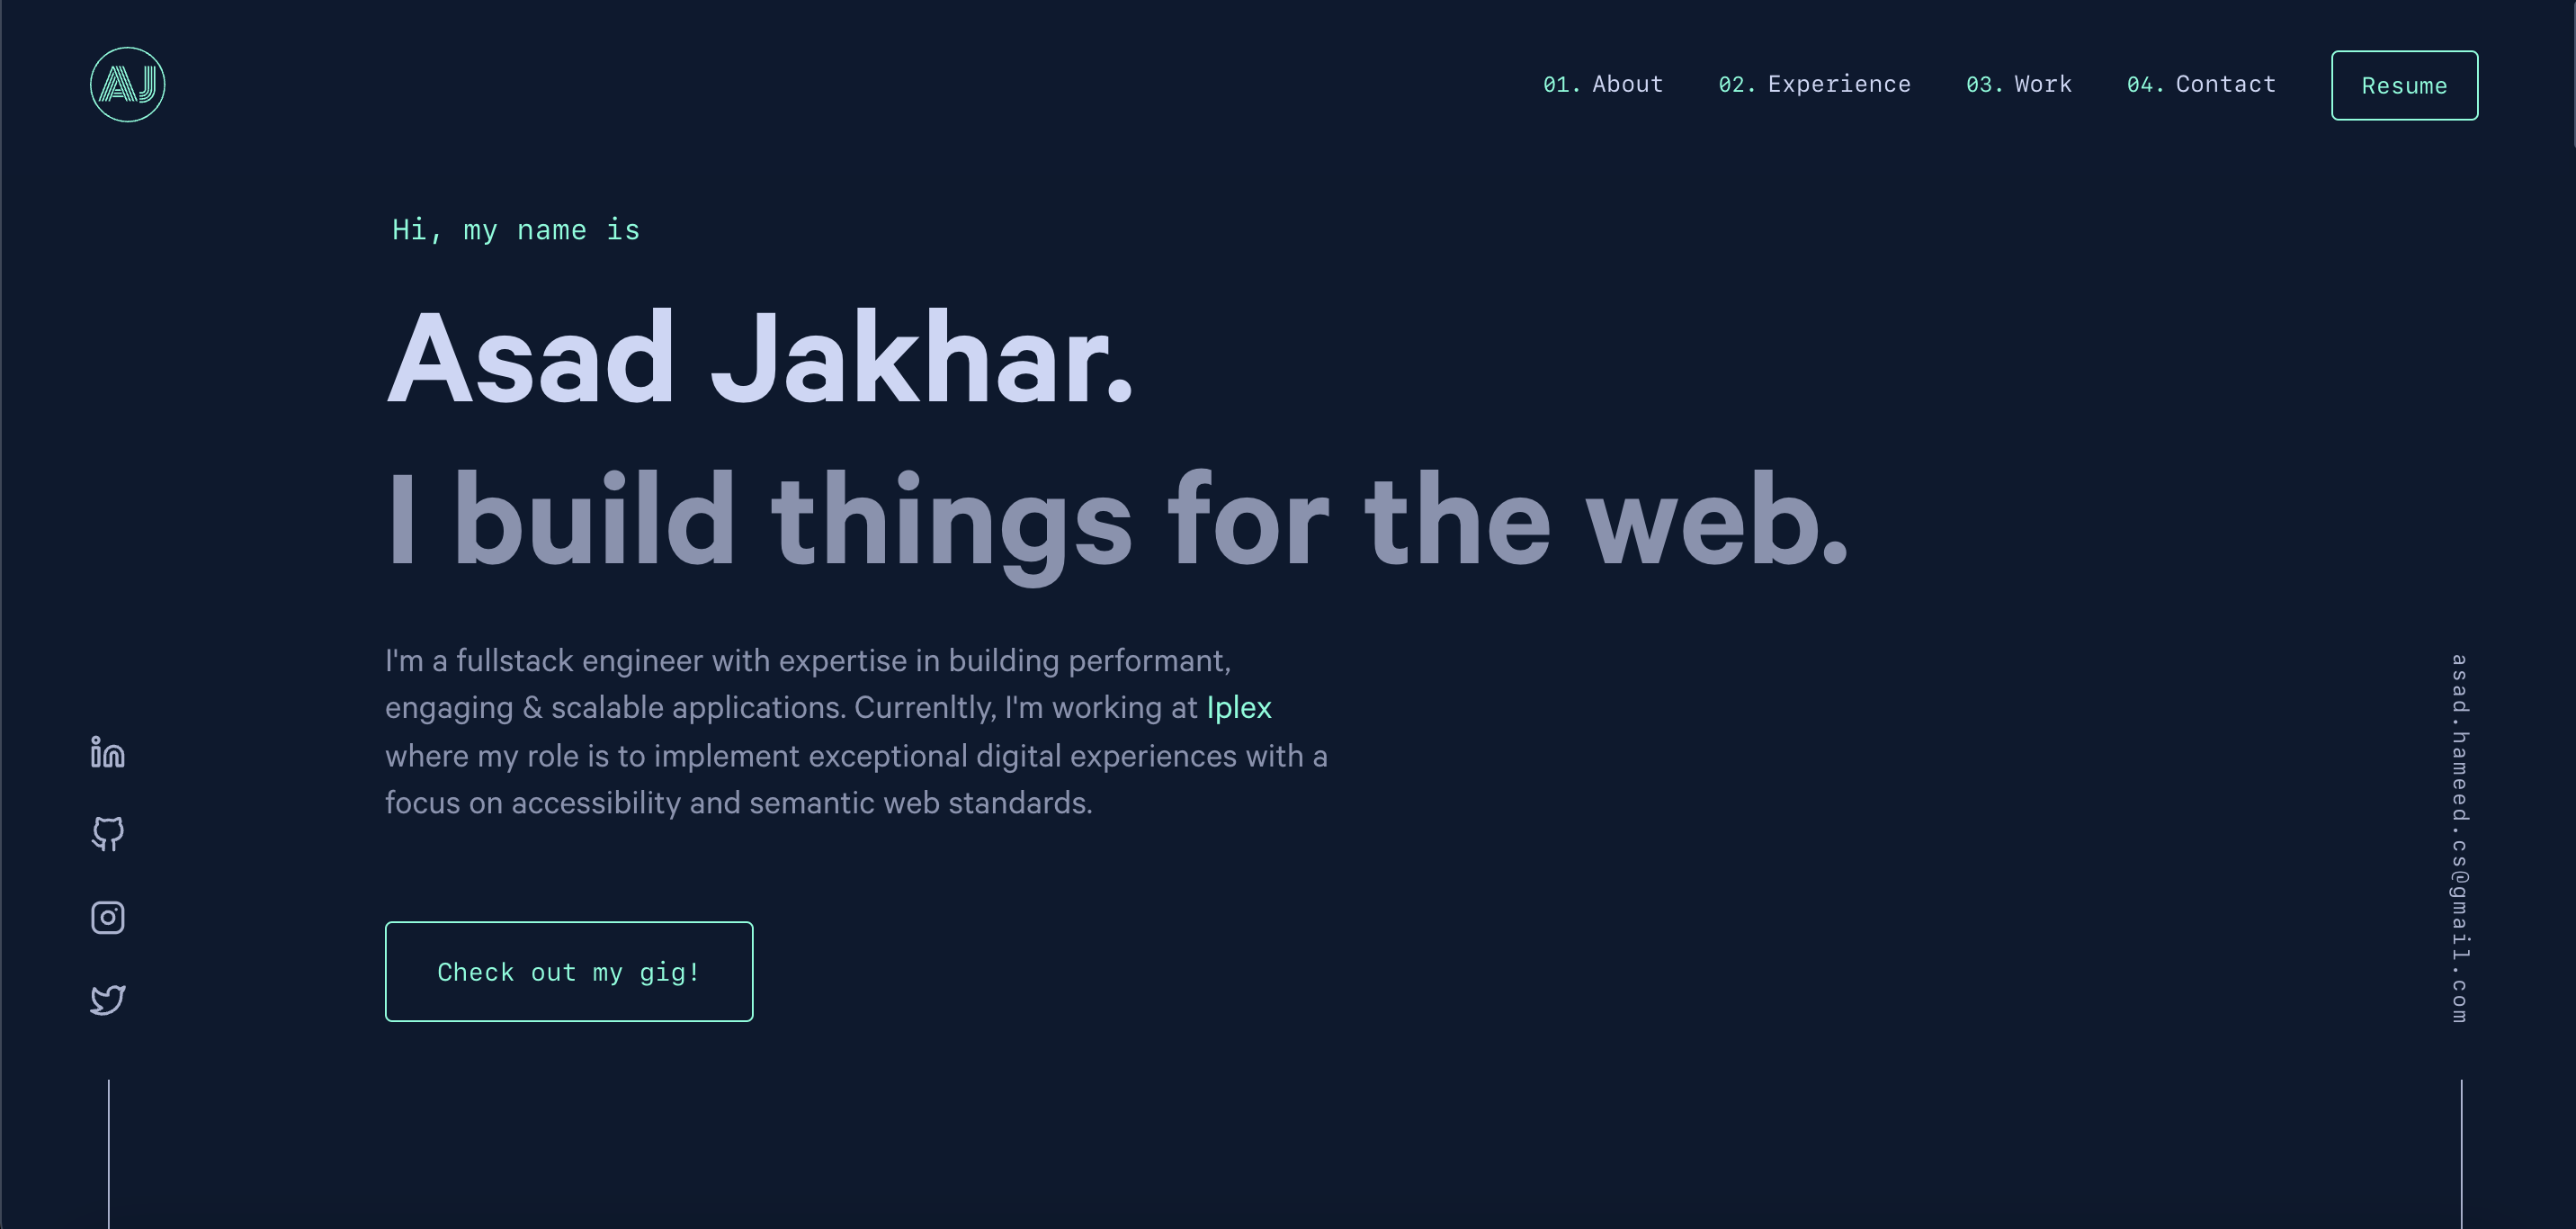 AJ
01. About 02. Experience 03. Work 04. Contact Resume
Hi, my name is
Asad Jakhar.
I build things for the web.
I'm a fullstack engineer with expertise in building performant,
engaging & scalable applications. Currenltly, I'm working at Iplex
where my role is to implement exceptional digital experiences with a
focus on accessibility and semantic web standards.
Check out my gig!
asad.hameed.cs@gmail.com